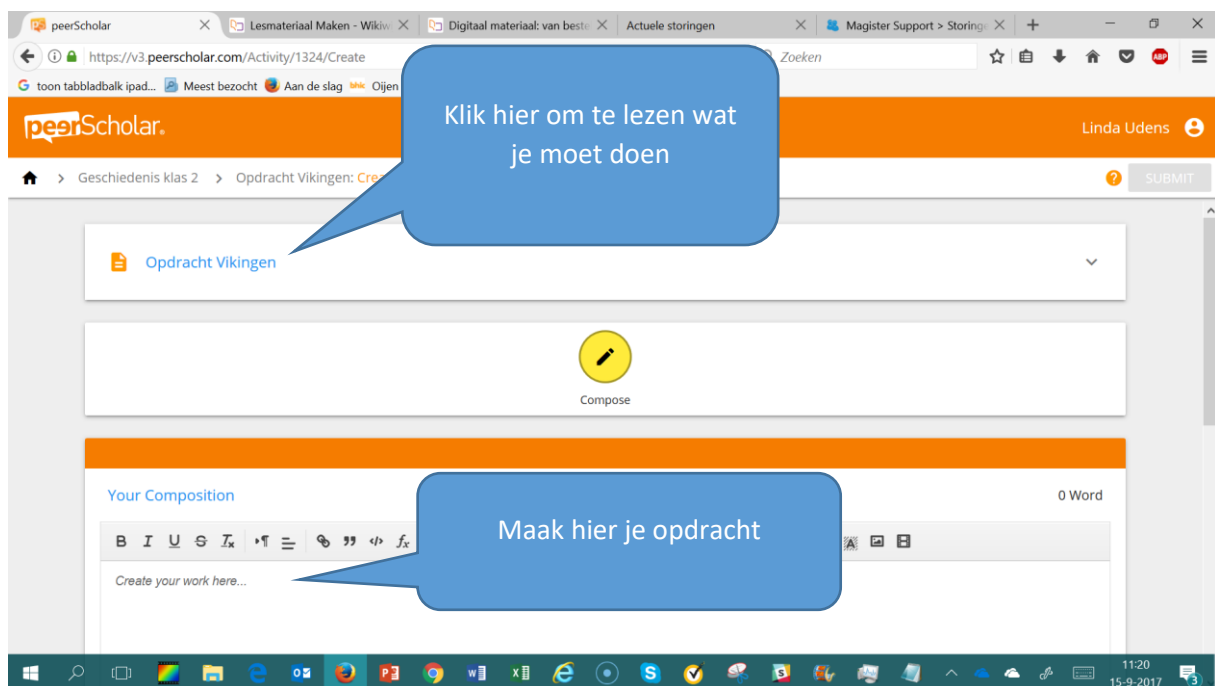 peerScholar
Lesmateriaal Maken - Wikiw
Digitaal materiaal: van beste
Actuele storingen
Magister Support > Storing
https://v3.peerscholar.com/Activity/1324/Create
Zoeken
toon tabbladbalk ipad...
Meest bezocht
Aan de slag
Oijen
Klik hier om te lezen wat
je moet doen
peerScholar.
Linda Udens
Geschiedenis klas 2 > Opdracht Vikingen:
SUBMIT
Opdracht Vikingen
Compose
Your Composition
0 Word
Maak hier je opdracht
Create your work here...
11:20
15-9-2017